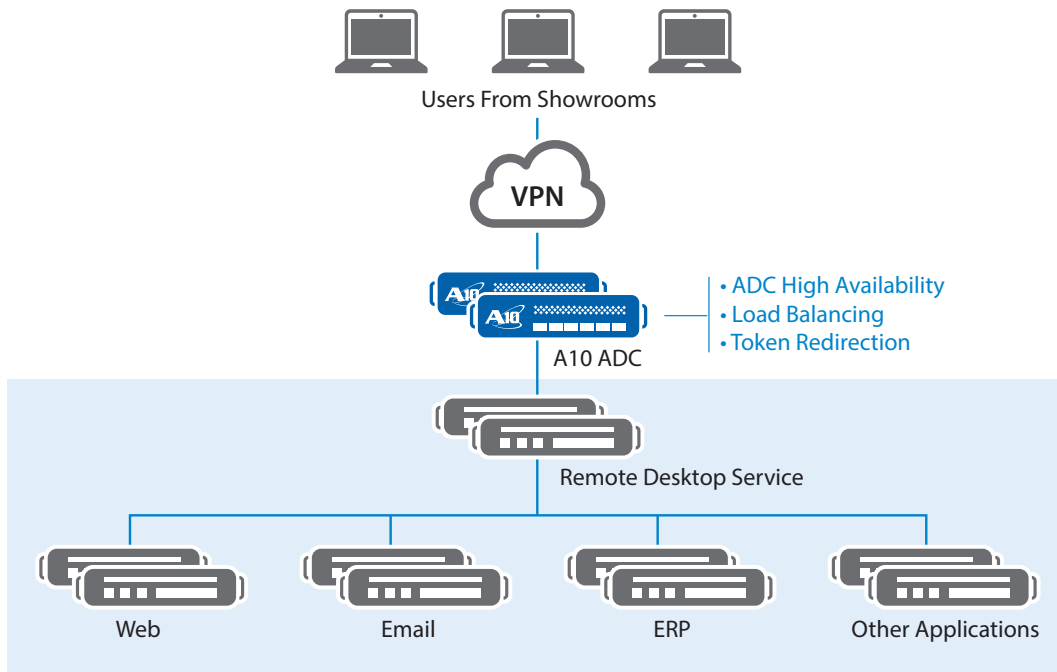 Users From Showrooms
VPN
A10
A10
• ADC High Availability
• Load Balancing
• Token Redirection
A10 ADC
Remote Desktop Service
Web
Email
ERP
Other Applications